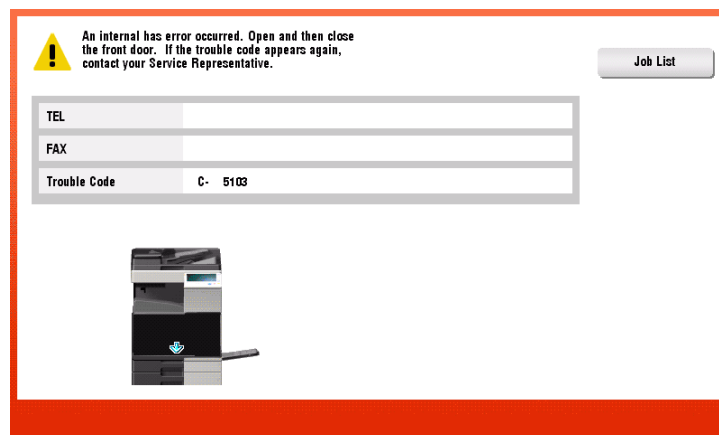 An internal has error occurred. Open and then close
the front door. If the trouble code appears again,
contact your Service Representative.
Job List
TEL
FAX
Trouble Code C- 5103